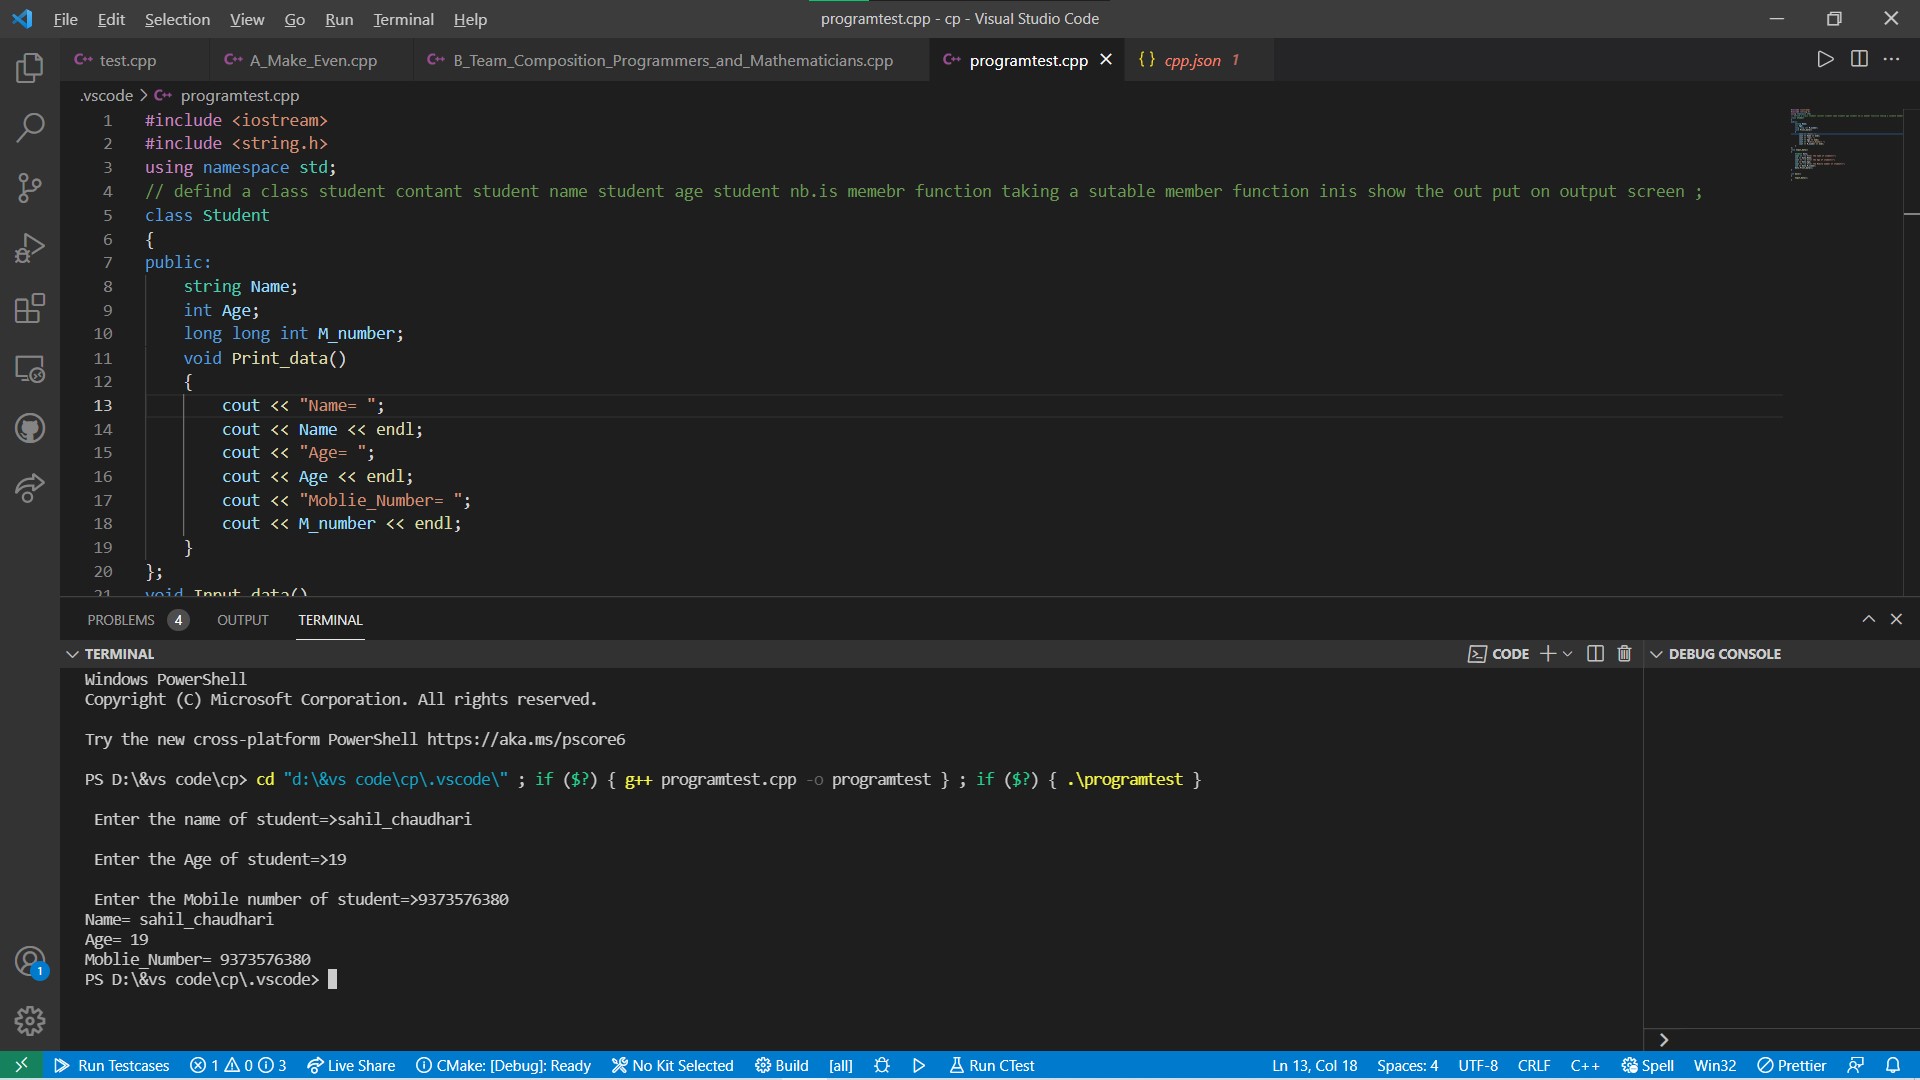 File Edit Selection View Go Run Terminal Help programtest.cpp - cp - Visual Studio Code
test.cpp A_Make_Even.cpp B_Team_Composition_Programmers_and_Mathematicians.cpp programtest.cpp cpp.json 1
.vscode > programtest.cpp
1 #include <iostream>
2 #include <string.h>
3 using namespace std;
4 // defind a class student contant student name student age student nb.is memebr function taking a sutable member function inis show the out put on output screen ;
5 class Student
6 {
7 public:
8 string Name;
9 int Age;
10 long long int M_number;
11 void Print_data()
12 {
13 cout << "Name= ";
14 cout << Name << endl;
15 cout << "Age= ";
16 cout << Age << endl;
17 cout << "Moblie_Number= ";
18 cout << M_number << endl;
19 }
20 };
21 void Input_data()
PROBLEMS 4 OUTPUT TERMINAL
TERMINAL CODE DEBUG CONSOLE
Windows PowerShell
Copyright (C) Microsoft Corporation. All rights reserved.
Try the new cross-platform PowerShell https://aka.ms/pscore6
PS D:\&vs code\cp> cd "d:\&vs code\cp\.vscode\" ; if ($?) { g++ programtest.cpp -o programtest } ; if ($?) { .\programtest }
Enter the name of student=>sahil_chaudhari
Enter the Age of student=>19
Enter the Mobile number of student=>9373576380
Name= sahil_chaudhari
Age= 19
Moblie_Number= 9373576380
PS D:\&vs code\cp\.vscode>
1
Run Testcases 1 0 3 Live Share CMake: [Debug]: Ready No Kit Selected Build [all] Run CTest Ln 13, Col 18 Spaces: 4 UTF-8 CRLF C++ Spell Win32 Prettier